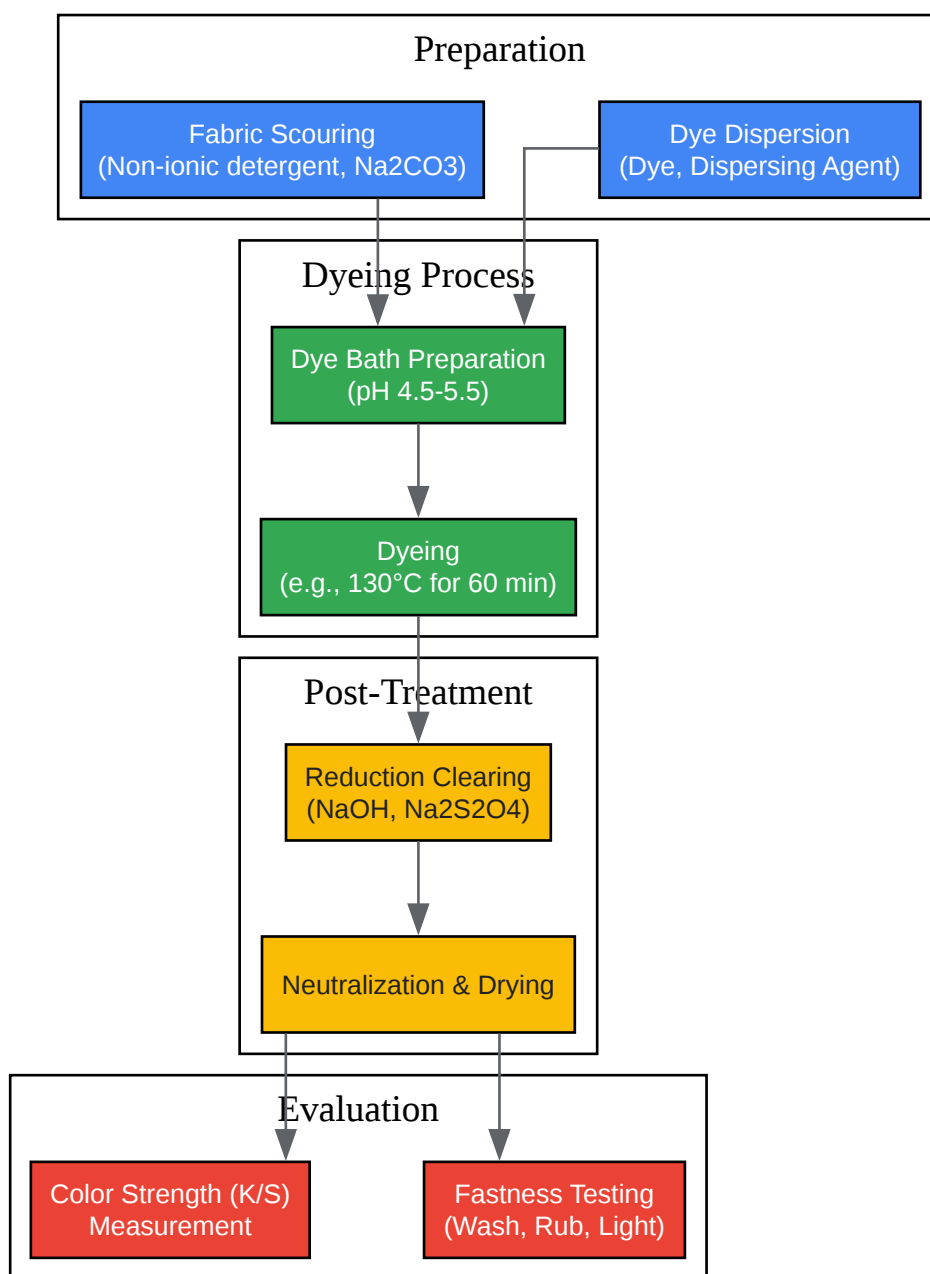 Preparation
Fabric Scouring
(Non-ionic detergent, Na2CO3)
Dye Dispersion
(Dye, Dispersing Agent)
Dyeing Process
Dye Bath Preparation
(pH 4.5-5.5)
Dyeing
(e.g., 130°C for 60 min)
Post-Treatment
Reduction Clearing
(NaOH, Na2S2O4)
Neutralization & Drying
Evaluation
Color Strength (K/S)
Measurement
Fastness Testing
(Wash, Rub, Light)